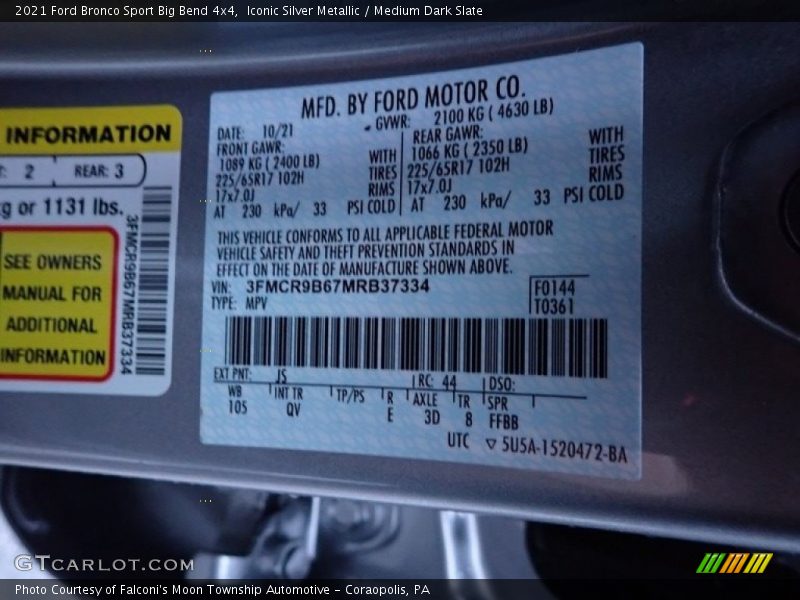 2021 Ford Bronco Sport Big Bend 4x4,  Iconic Silver Metallic / Medium Dark Slate
INFORMATION
2 REAR: 3
or 1131 lbs.
SEE OWNERS
MANUAL FOR
ADDITIONAL
INFORMATION
3FMCR9B67MRB37334
MFD. BY FORD MOTOR CO.
DATE: 10/21 GVWR: 2100 KG ( 4630 LB)
FRONT GAWR: REAR GAWR:
1089 KG ( 2400 LB) WITH 1066 KG ( 2350 LB) WITH
225/65R17 102H TIRES 225/65R17 102H TIRES
17x7.0J RIMS 17x7.0J RIMS
AT 230 kPa/ 33 PSI COLD AT 230 kPa/ 33 PSI COLD
THIS VEHICLE CONFORMS TO ALL APPLICABLE FEDERAL MOTOR
VEHICLE SAFETY AND THEFT PREVENTION STANDARDS IN
EFFECT ON THE DATE OF MANUFACTURE SHOWN ABOVE.
VIN: 3FMCR9B67MRB37334 F0144
TYPE: MPV T0361
EXT PNT: JS RC: 44 DSO:
WB INT TR TP/PS R AXLE TR SPR
105 QV E 3D 8 FFBB
UTC ▽ 5U5A-1520472-BA
GTCARLOT.COM
Photo Courtesy of Falconi's Moon Township Automotive - Coraopolis, PA